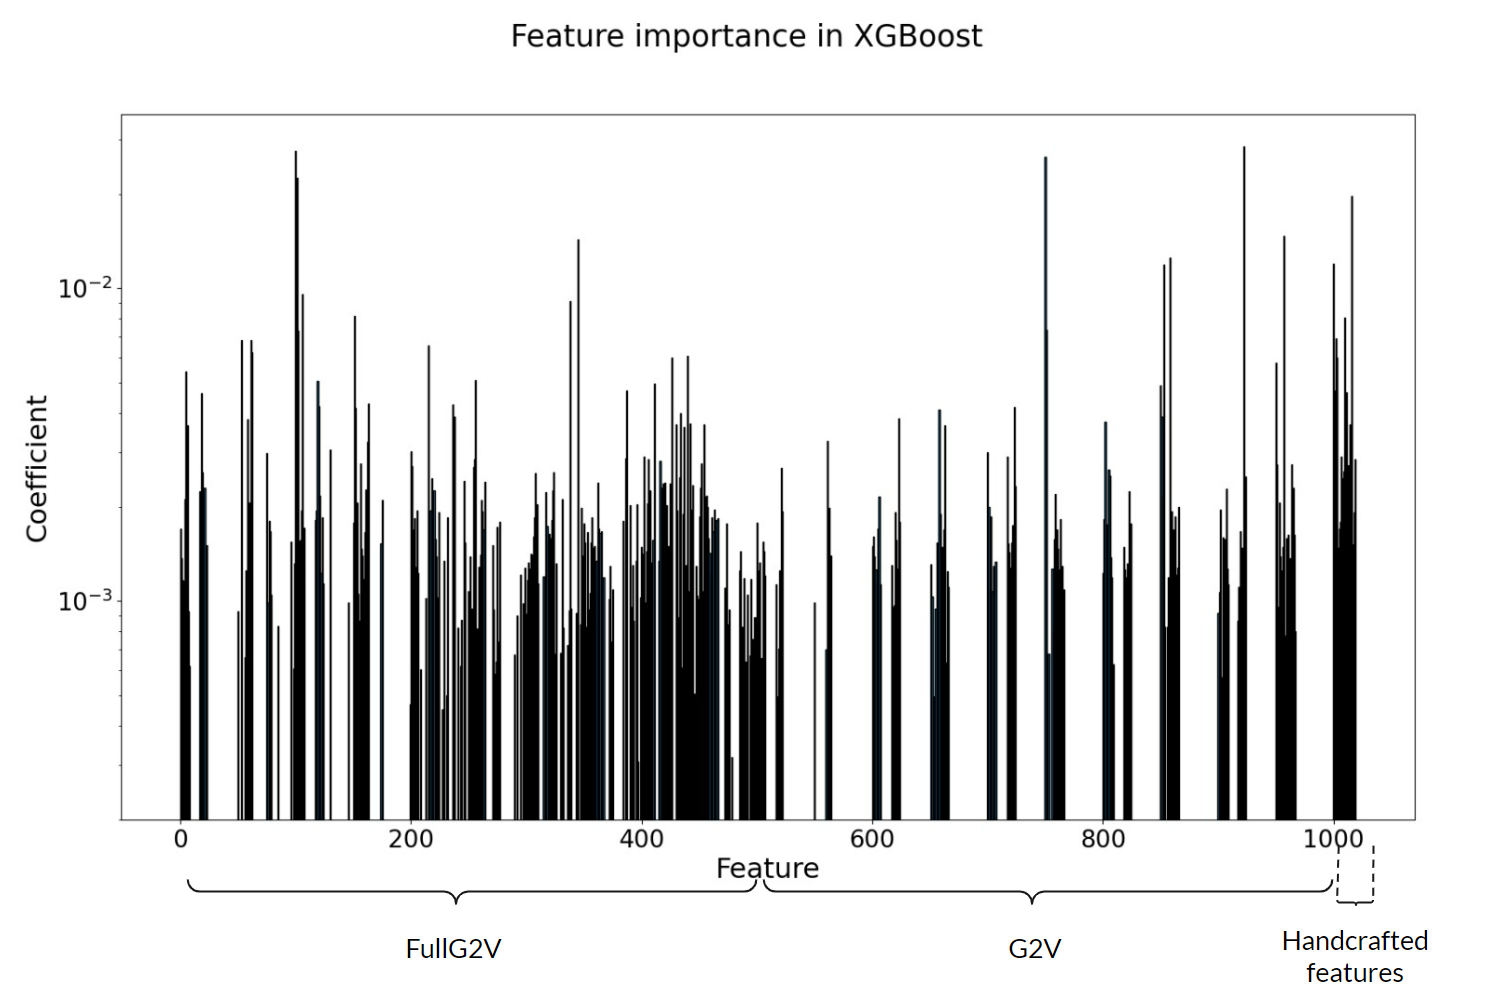 Feature importance in XGBoost
Coefficient
10⁻²
10⁻³
0 200 400 600 800 1000
Feature
FullG2V G2V Handcrafted
features